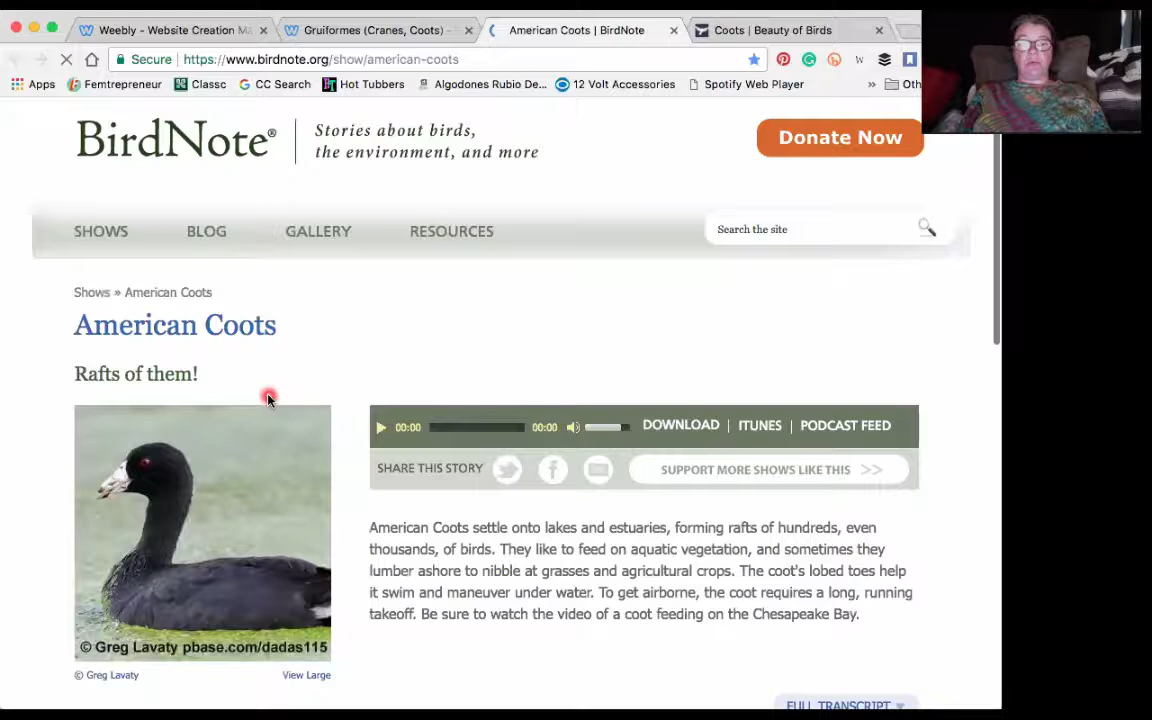 Weebly - Website Creation Ma
Gruiformes (Cranes, Coots) -
American Coots | BirdNote
Coots | Beauty of Birds
Secure
https://www.birdnote.org/show/american-coots
Apps
Femtrepreneur
Classc
CC Search
Hot Tubbers
Algodones Rubio De...
12 Volt Accessories
Spotify Web Player
»
Oth
BirdNote®
Stories about birds,
the environment, and more
Donate Now
SHOWS
BLOG
GALLERY
RESOURCES
Search the site
Shows » American Coots
American Coots
Rafts of them!
00:00
00:00
DOWNLOAD | ITUNES | PODCAST FEED
SHARE THIS STORY
SUPPORT MORE SHOWS LIKE THIS >>
American Coots settle onto lakes and estuaries, forming rafts of hundreds, even
thousands, of birds. They like to feed on aquatic vegetation, and sometimes they
lumber ashore to nibble at grasses and agricultural crops. The coot's lobed toes help
it swim and maneuver under water. To get airborne, the coot requires a long, running
takeoff. Be sure to watch the video of a coot feeding on the Chesapeake Bay.
© Greg Lavaty pbase.com/dadas115
© Greg Lavaty
View Large
FULL TRANSCRIPT